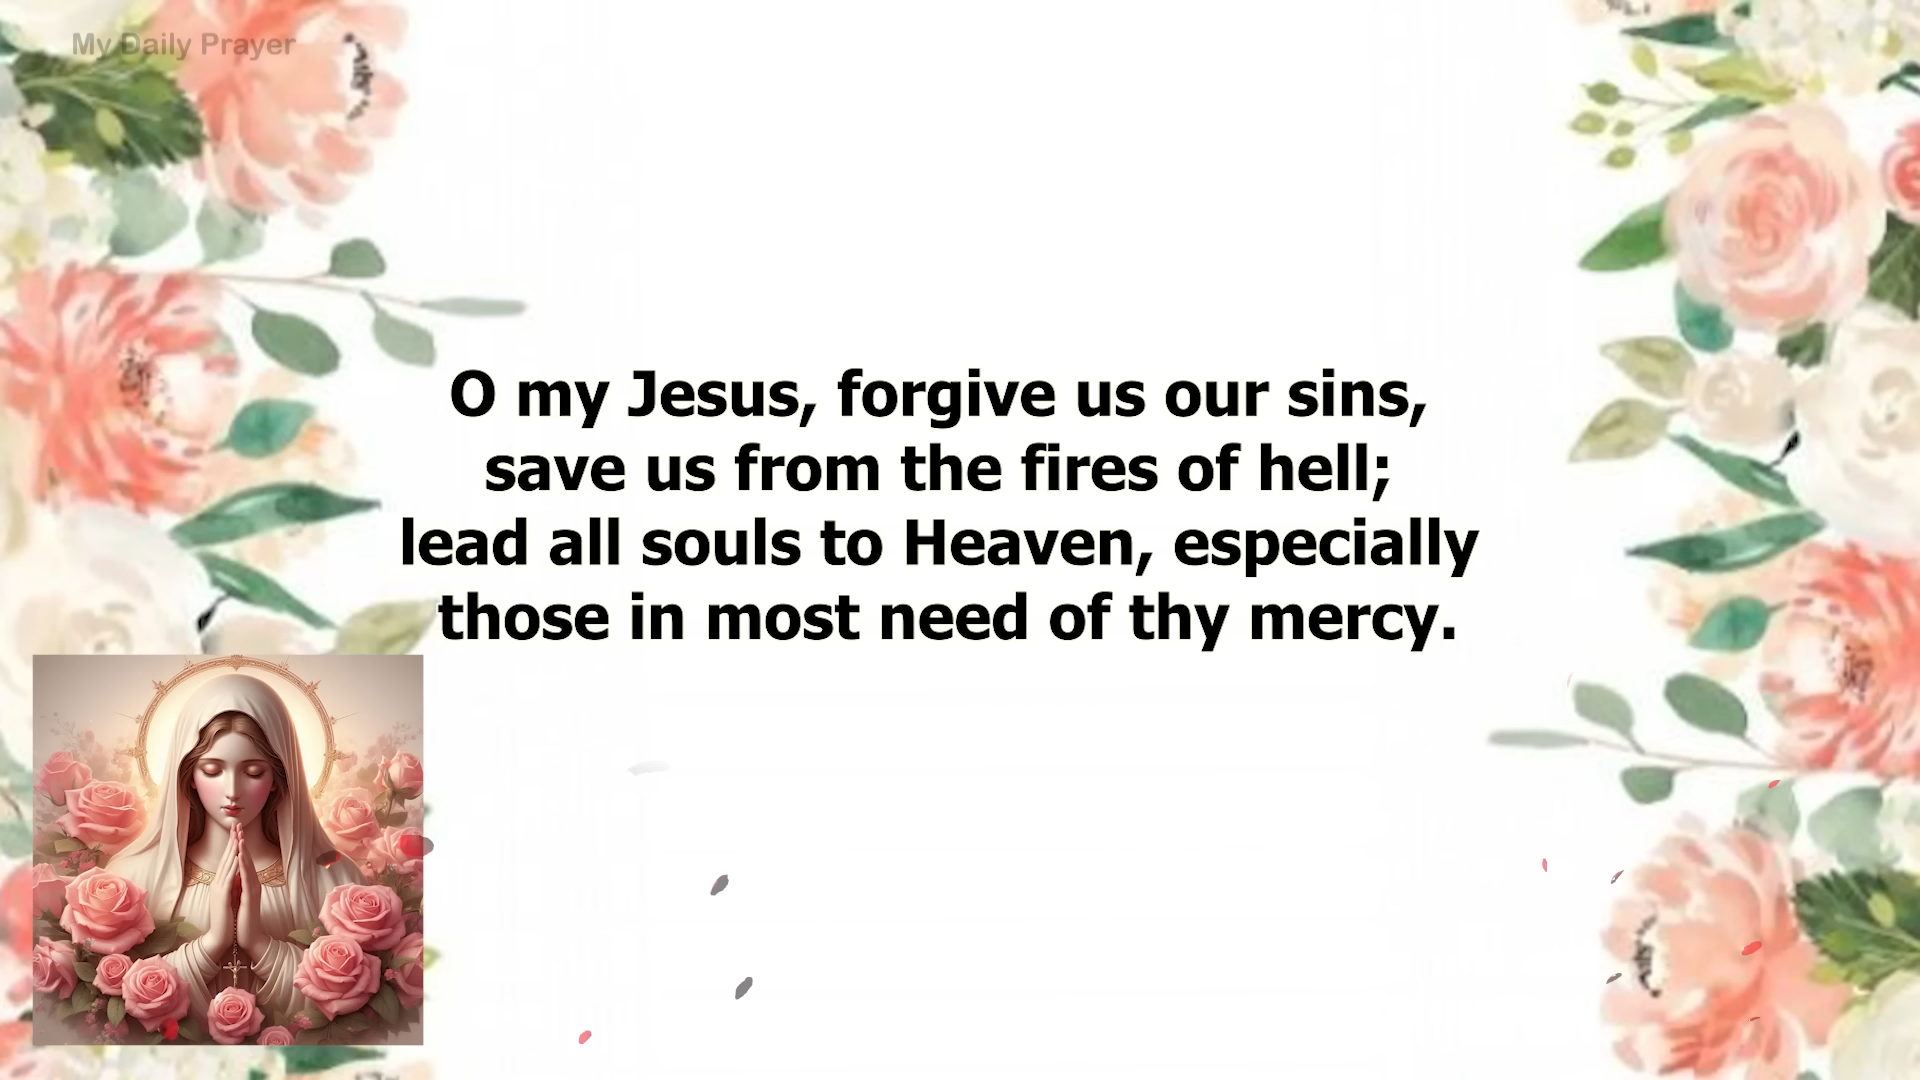 My Daily Prayer
O my Jesus, forgive us our sins,
save us from the fires of hell;
lead all souls to Heaven, especially
those in most need of thy mercy.